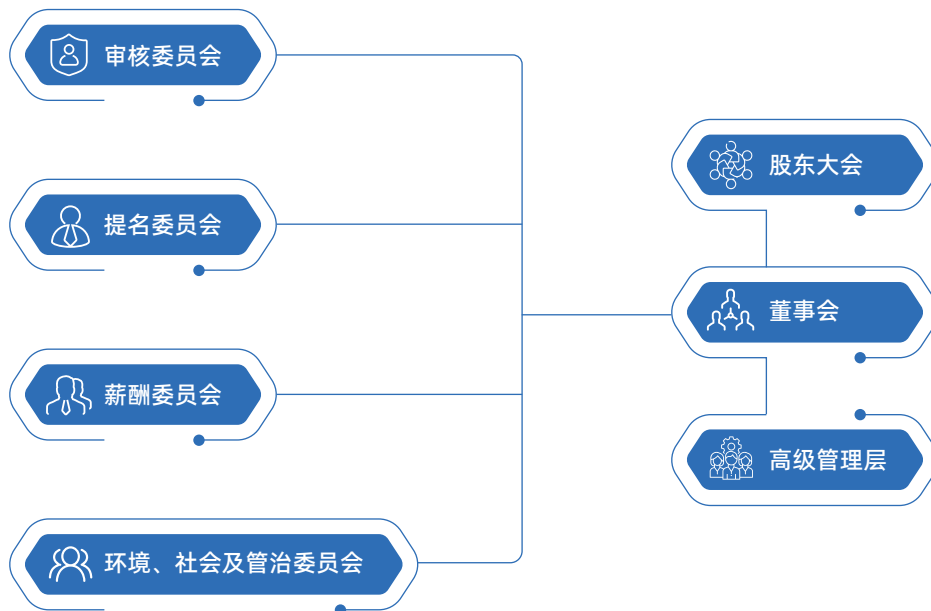 审核委员会
提名委员会
薪酬委员会
环境、社会及管治委员会
股东大会
董事会
高级管理层